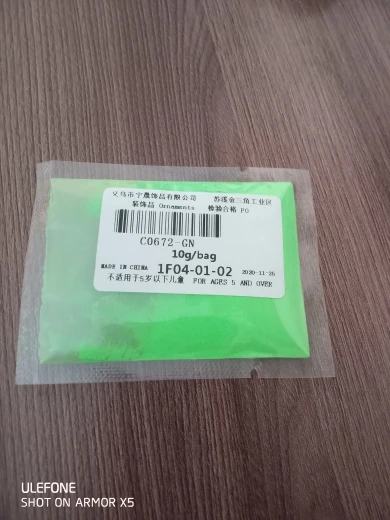 义乌市宇晨饰品有限公司 苏溪金三角工业区
装饰品 Ornaments 检验合格 PO
C0672-GN
10g/bag
MADE IN CHINA 1F04-01-02 2020-11-26
不适用于5岁以下儿童 FOR AGES 5 AND OVER
ULEFONE
SHOT ON ARMOR X5